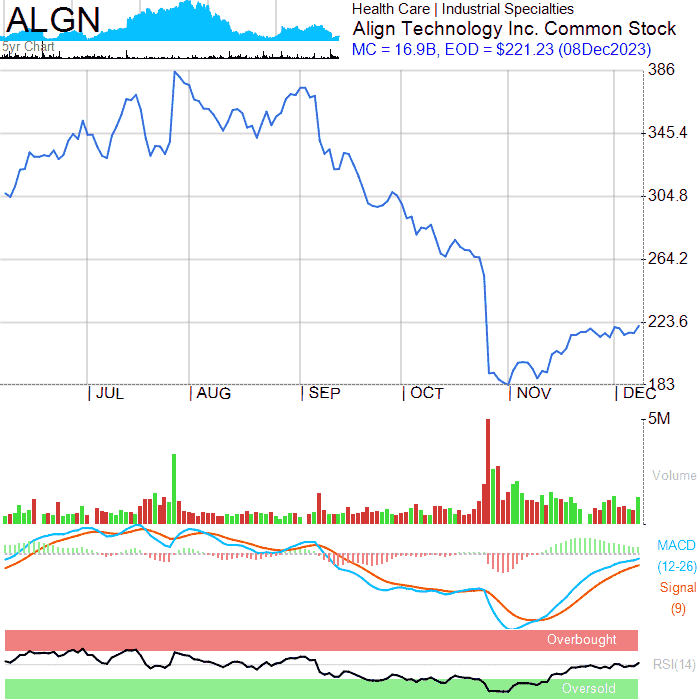 ALGN
5yr Chart
Health Care | Industrial Specialties
Align Technology Inc. Common Stock
MC = 16.9B, EOD = $221.23 (08Dec2023)
386
345.4
304.8
264.2
223.6
183
JUL AUG SEP OCT NOV DEC
5M
Volume
MACD
(12-26)
Signal
(9)
Overbought
RSI(14)
Oversold